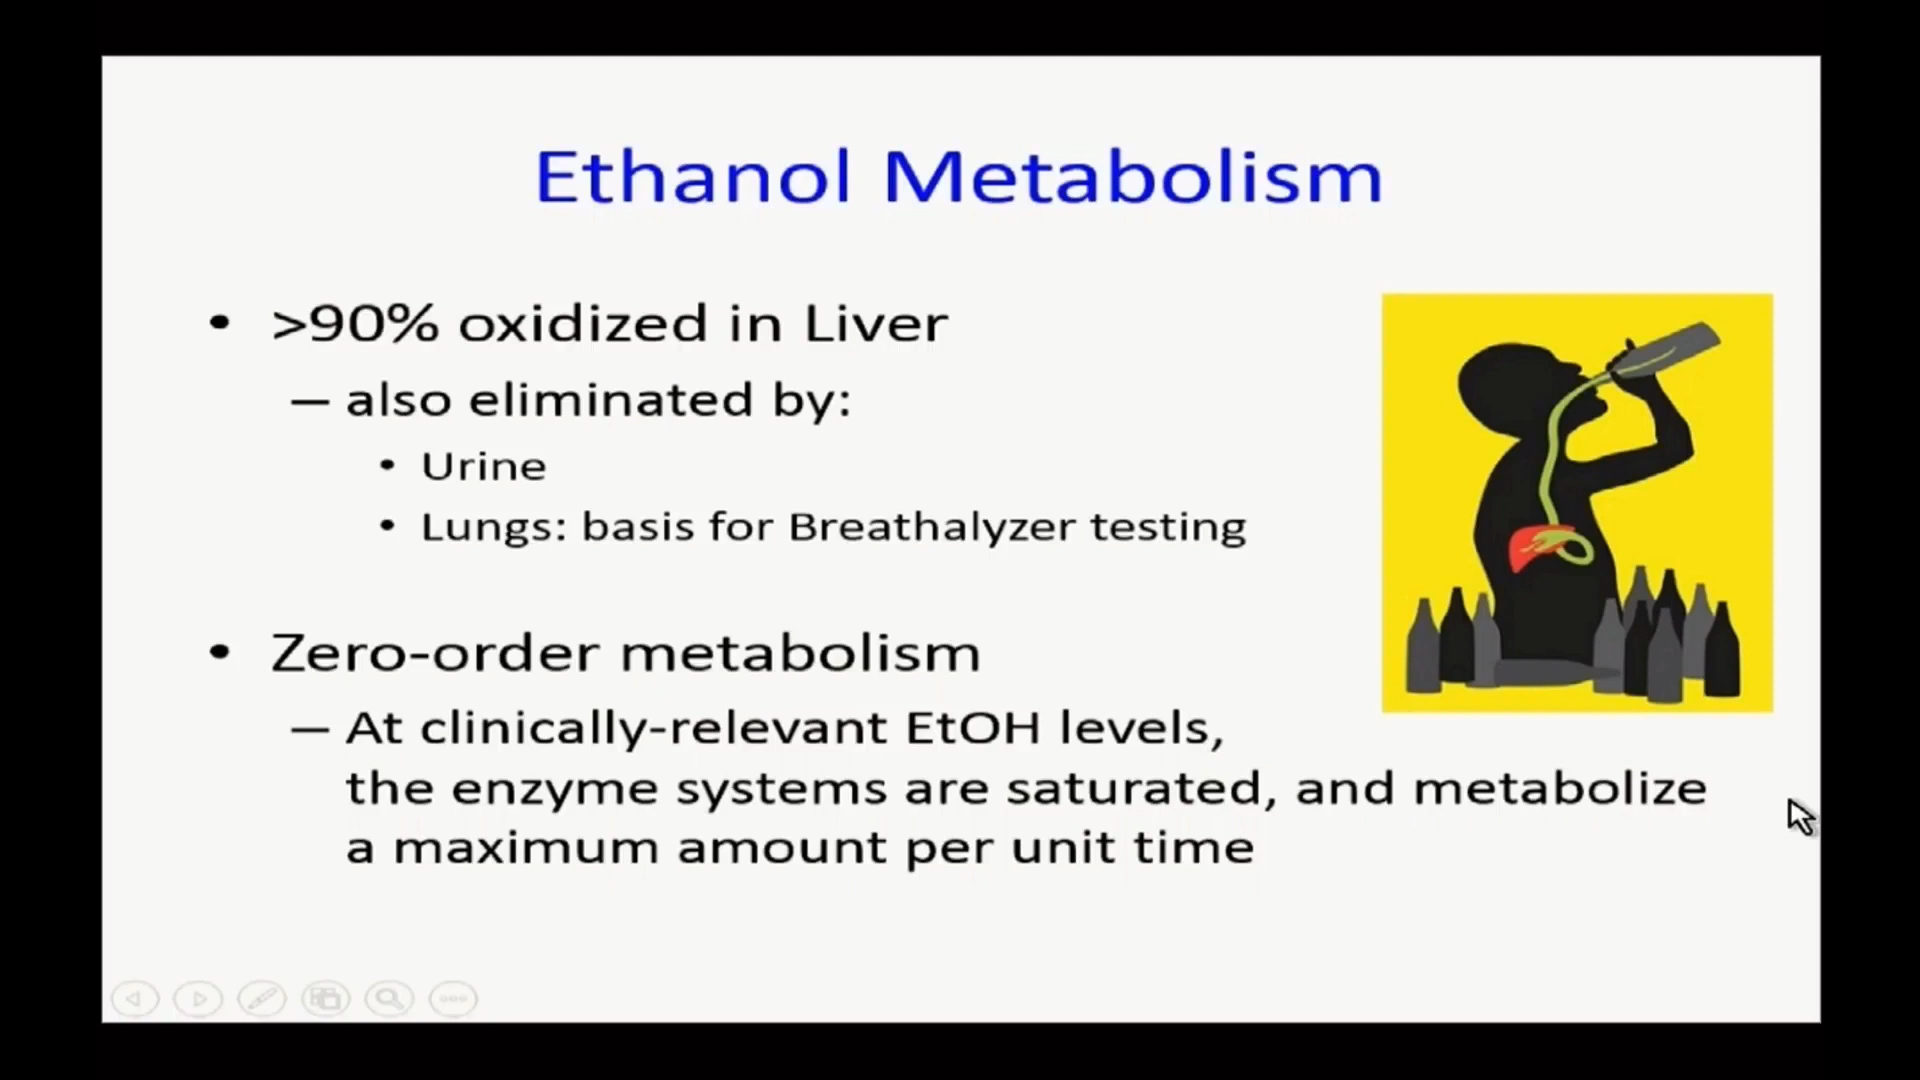 Ethanol Metabolism
• >90% oxidized in Liver
– also eliminated by:
• Urine
• Lungs: basis for Breathalyzer testing
• Zero-order metabolism
– At clinically-relevant EtOH levels,
the enzyme systems are saturated, and metabolize
a maximum amount per unit time